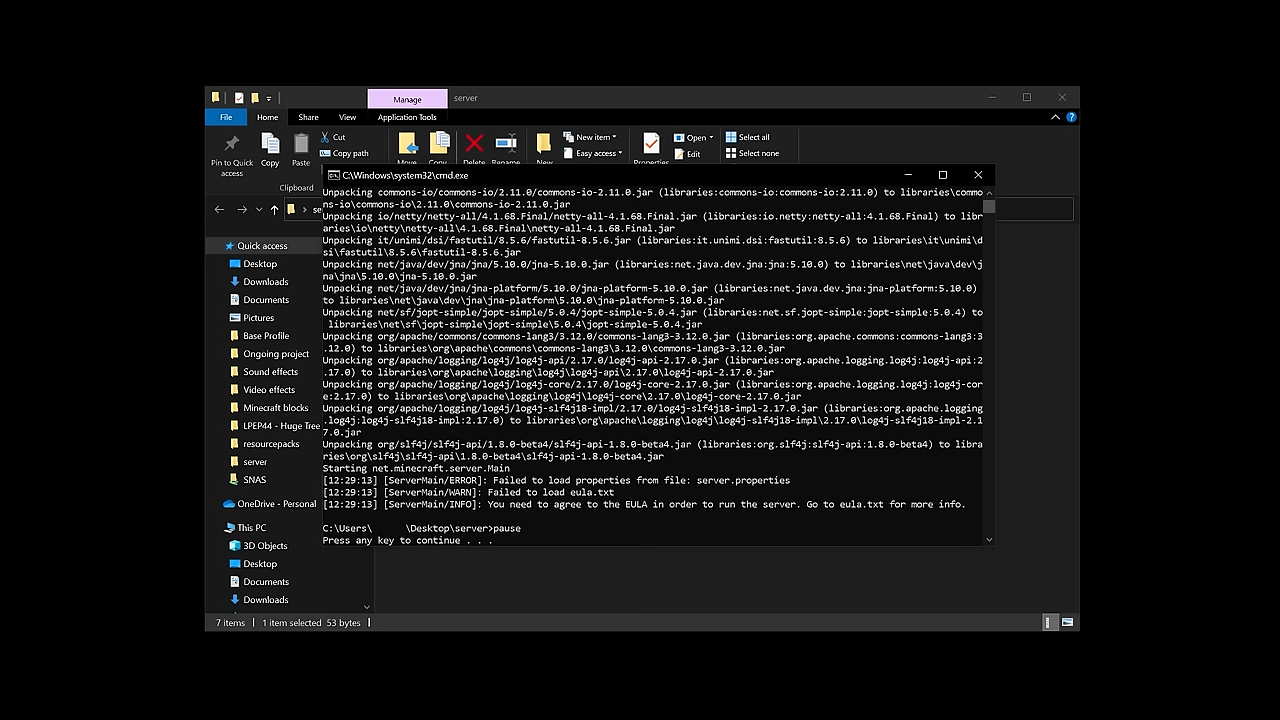 Manage
server
File
Home
Share
View
Application Tools
Pin to Quick
access
Copy
Paste
Cut
Copy path
Clipboard
Move
Copy
Delete
Rename
New
New item
Easy access
Properties
Open
Edit
Select all
Select none
C:\Windows\system32\cmd.exe
se
Quick access
Desktop
Downloads
Documents
Pictures
Base Profile
Ongoing project
Sound effects
Video effects
Minecraft blocks
LPEP44 - Huge Tree
resourcepacks
server
SNAS
OneDrive - Personal
This PC
3D Objects
Desktop
Documents
Downloads
Unpacking commons-io/commons-io/2.11.0/commons-io-2.11.0.jar (libraries:commons-io:commons-io:2.11.0) to libraries\commo
ns-io\commons-io\2.11.0\commons-io-2.11.0.jar
Unpacking io/netty/netty-all/4.1.68.Final/netty-all-4.1.68.Final.jar (libraries:io.netty:netty-all:4.1.68.Final) to libr
aries\io\netty\netty-all\4.1.68.Final\netty-all-4.1.68.Final.jar
Unpacking it/unimi/dsi/fastutil/8.5.6/fastutil-8.5.6.jar (libraries:it.unimi.dsi:fastutil:8.5.6) to libraries\it\unimi\d
si\fastutil\8.5.6\fastutil-8.5.6.jar
Unpacking net/java/dev/jna/jna/5.10.0/jna-5.10.0.jar (libraries:net.java.dev.jna:jna:5.10.0) to libraries\net\java\dev\j
na\jna\5.10.0\jna-5.10.0.jar
Unpacking net/java/dev/jna/jna-platform/5.10.0/jna-platform-5.10.0.jar (libraries:net.java.dev.jna:jna-platform:5.10.0)
to libraries\net\java\dev\jna\jna-platform\5.10.0\jna-platform-5.10.0.jar
Unpacking net/sf/jopt-simple/jopt-simple/5.0.4/jopt-simple-5.0.4.jar (libraries:net.sf.jopt-simple:jopt-simple:5.0.4) to
libraries\net\sf\jopt-simple\jopt-simple\5.0.4\jopt-simple-5.0.4.jar
Unpacking org/apache/commons/commons-lang3/3.12.0/commons-lang3-3.12.0.jar (libraries:org.apache.commons:commons-lang3:3
.12.0) to libraries\org\apache\commons\commons-lang3\3.12.0\commons-lang3-3.12.0.jar
Unpacking org/apache/logging/log4j/log4j-api/2.17.0/log4j-api-2.17.0.jar (libraries:org.apache.logging.log4j:log4j-api:2
.17.0) to libraries\org\apache\logging\log4j\log4j-api\2.17.0\log4j-api-2.17.0.jar
Unpacking org/apache/logging/log4j/log4j-core/2.17.0/log4j-core-2.17.0.jar (libraries:org.apache.logging.log4j:log4j-cor
e:2.17.0) to libraries\org\apache\logging\log4j\log4j-core\2.17.0\log4j-core-2.17.0.jar
Unpacking org/apache/logging/log4j/log4j-slf4j18-impl/2.17.0/log4j-slf4j18-impl-2.17.0.jar (libraries:org.apache.logging
.log4j:log4j-slf4j18-impl:2.17.0) to libraries\org\apache\logging\log4j\log4j-slf4j18-impl\2.17.0\log4j-slf4j18-impl-2.1
7.0.jar
Unpacking org/slf4j/slf4j-api/1.8.0-beta4/slf4j-api-1.8.0-beta4.jar (libraries:org.slf4j:slf4j-api:1.8.0-beta4) to libra
ries\org\slf4j\slf4j-api\1.8.0-beta4\slf4j-api-1.8.0-beta4.jar
Starting net.minecraft.server.Main
[12:29:13] [ServerMain/ERROR]: Failed to load properties from file: server.properties
[12:29:13] [ServerMain/WARN]: Failed to load eula.txt
[12:29:13] [ServerMain/INFO]: You need to agree to the EULA in order to run the server. Go to eula.txt for more info.
C:\Users\ \Desktop\server>pause
Press any key to continue . . .
7 items
1 item selected 53 bytes